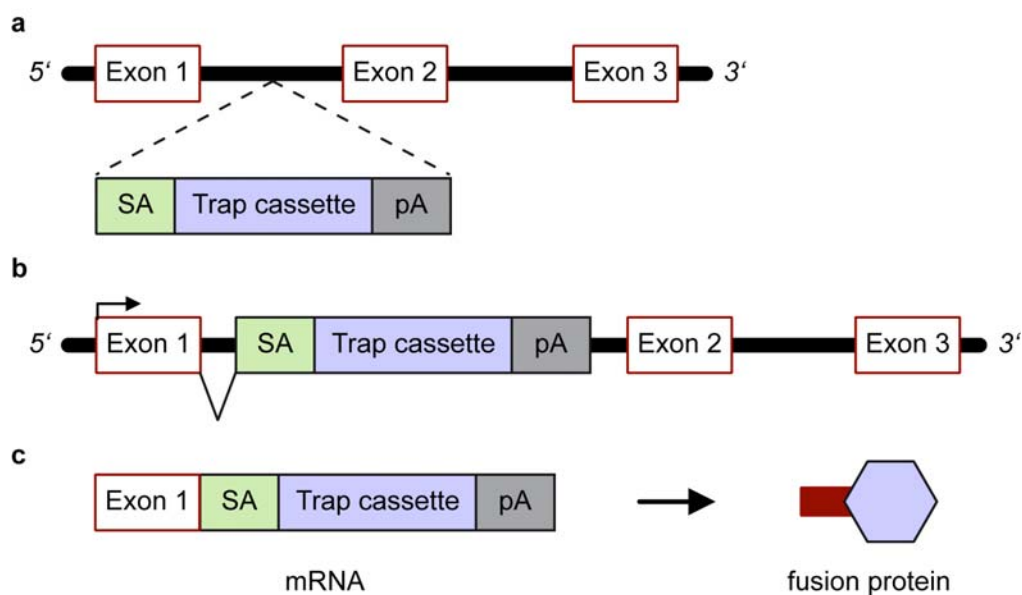 a
5‘ Exon 1 Exon 2 Exon 3 3‘
SA Trap cassette pA
b
5‘ Exon 1 SA Trap cassette pA Exon 2 Exon 3 3‘
c
Exon 1 SA Trap cassette pA
mRNA fusion protein